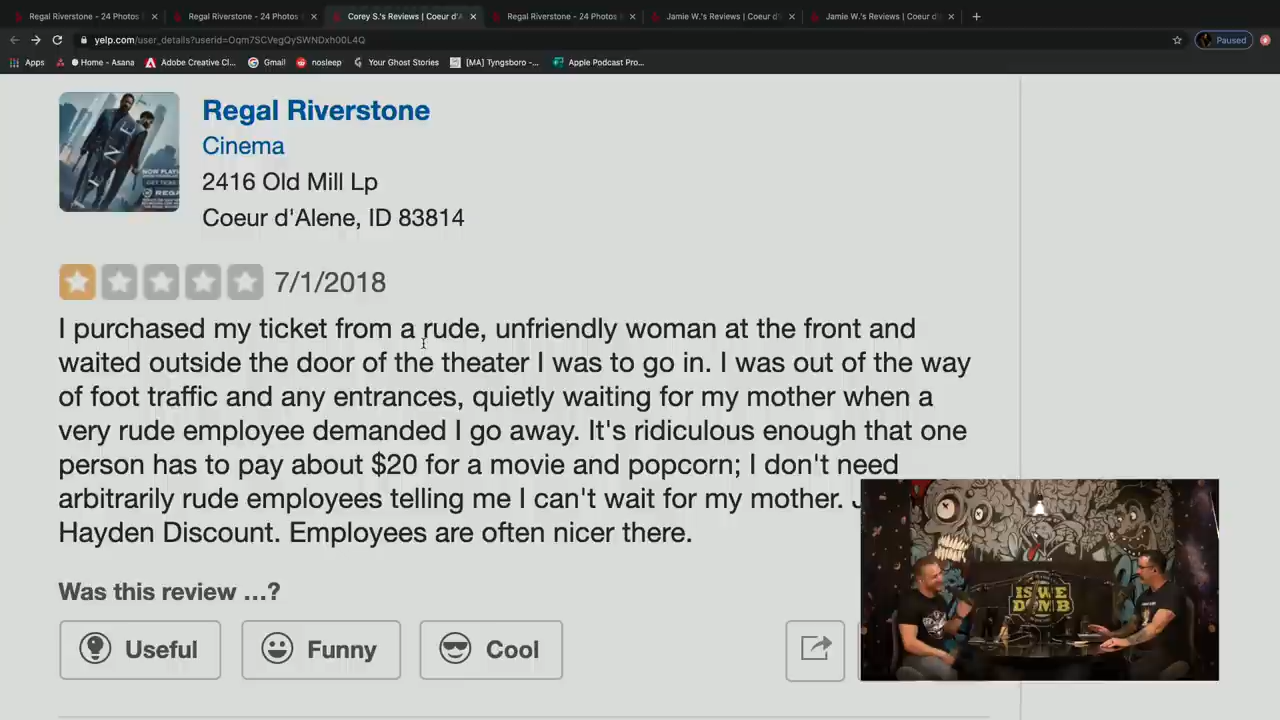 Regal Riverstone - 24 Photos
Regal Riverstone - 24 Photos
Corey S.'s Reviews | Coeur d'A
Regal Riverstone - 24 Photos
Jamie W.'s Reviews | Coeur d'
Jamie W.'s Reviews | Coeur d'
yelp.com/user_details?userid=Oqm7SCVegQySWNDxh00L4Q
Paused
Apps
Home - Asana
Adobe Creative Cl...
Gmail
nosleep
Your Ghost Stories
[MA] Tyngsboro -...
Apple Podcast Pro...
Regal Riverstone
Cinema
2416 Old Mill Lp
Coeur d'Alene, ID 83814
7/1/2018
I purchased my ticket from a rude, unfriendly woman at the front and
waited outside the door of the theater I was to go in. I was out of the way
of foot traffic and any entrances, quietly waiting for my mother when a
very rude employee demanded I go away. It's ridiculous enough that one
person has to pay about $20 for a movie and popcorn; I don't need
arbitrarily rude employees telling me I can't wait for my mother.
Hayden Discount. Employees are often nicer there.
Was this review ...?
Useful
Funny
Cool
IS WE
DUMB